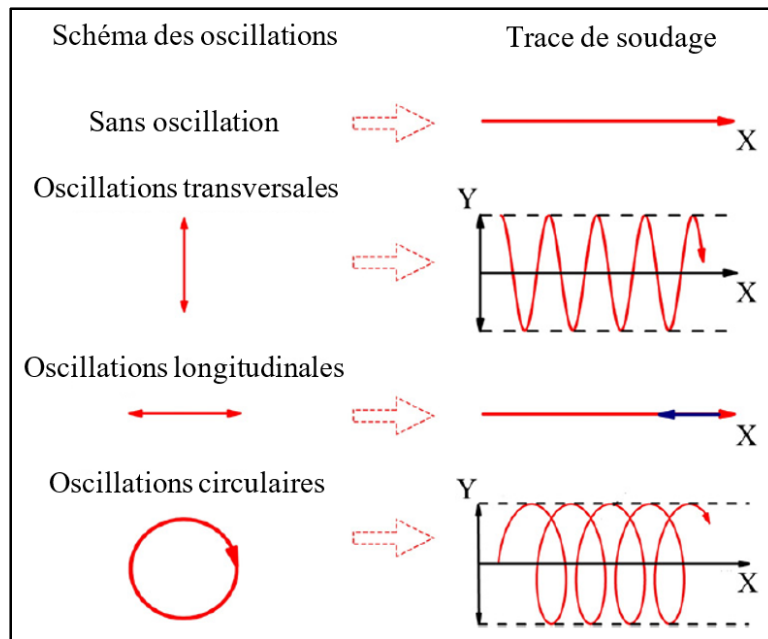 Schéma des oscillations
Trace de soudage
Sans oscillation
X
Oscillations transversales
Y
X
Oscillations longitudinales
X
Oscillations circulaires
Y
X